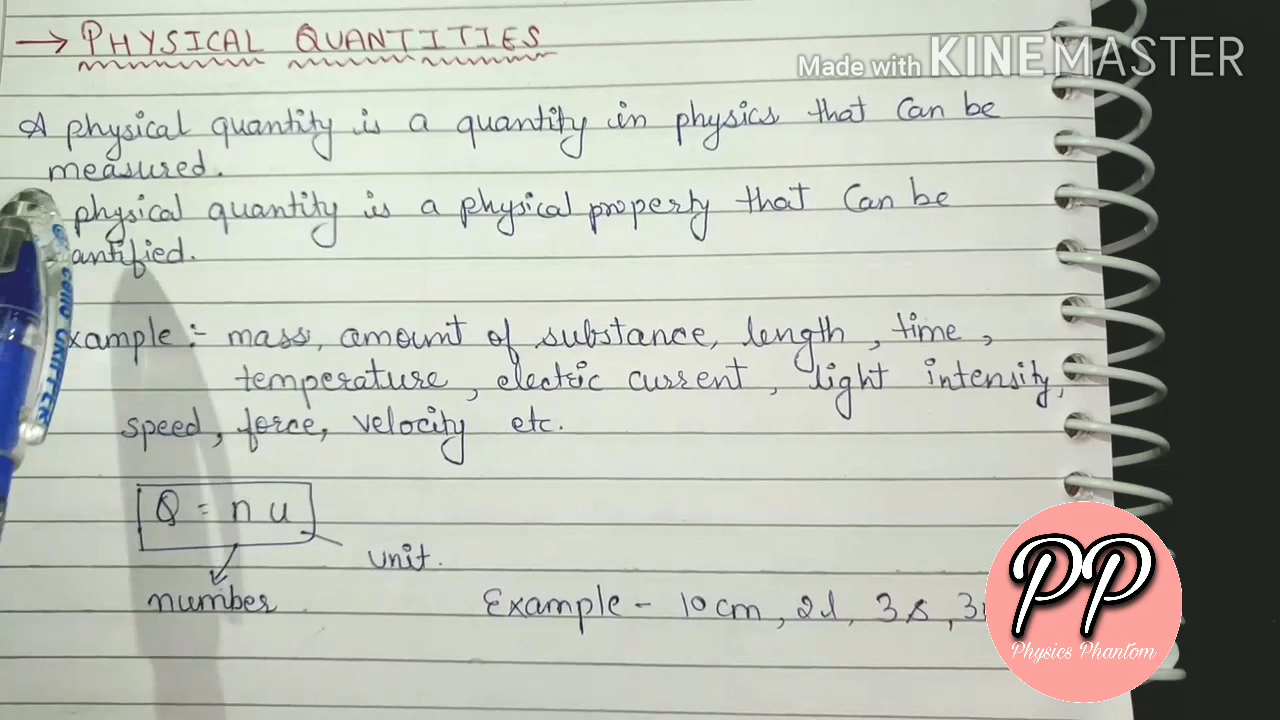 → PHYSICAL QUANTITIES
Made with KINEMASTER
A physical quantity is a quantity in physics that can be
measured.
physical quantity is a physical property that can be
antified.
xample :- mass, amount of substance, length, time,
temperature, electric current, light intensity,
speed, force, velocity etc.
Q = n u
unit.
number
Example - 10 cm, 2l, 3s, 3
PP
Physics Phantom